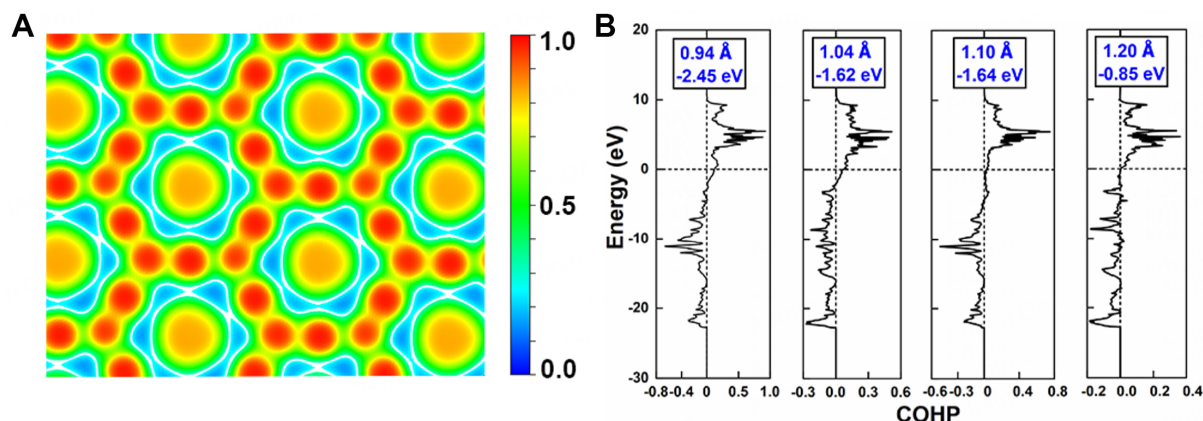 A
1.0
0.5
0.0
B
Energy (eV)
20
10
0
-10
-20
-30
0.94 Å
-2.45 eV
1.04 Å
-1.62 eV
1.10 Å
-1.64 eV
1.20 Å
-0.85 eV
-0.8 -0.4 0 0.5 1.0
-0.3 0.0 0.3 0.6
-0.6 -0.3 0 0.4 0.8
-0.2 0.0 0.2 0.4
COHP